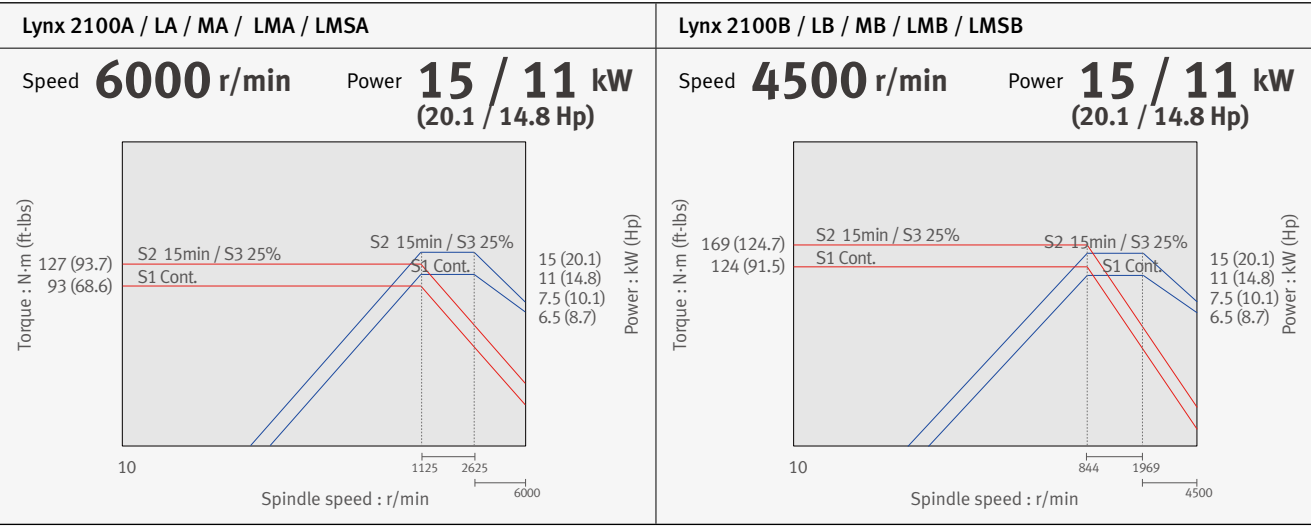 Lynx 2100A / LA / MA / LMA / LMSA
Speed 6000 r/min Power 15 / 11 kW
(20.1 / 14.8 Hp)
Torque : N·m (ft-lbs)
127 (93.7)
93 (68.6)
S2 15min / S3 25%
S1 Cont.
S2 15min / S3 25%
S1 Cont.
15 (20.1)
11 (14.8)
7.5 (10.1)
6.5 (8.7)
Power : kW (Hp)
10
1125
2625
6000
Spindle speed : r/min
Lynx 2100B / LB / MB / LMB / LMSB
Speed 4500 r/min Power 15 / 11 kW
(20.1 / 14.8 Hp)
Torque : N·m (ft-lbs)
169 (124.7)
124 (91.5)
S2 15min / S3 25%
S1 Cont.
S2 15min / S3 25%
S1 Cont.
15 (20.1)
11 (14.8)
7.5 (10.1)
6.5 (8.7)
Power : kW (Hp)
10
844
1969
4500
Spindle speed : r/min